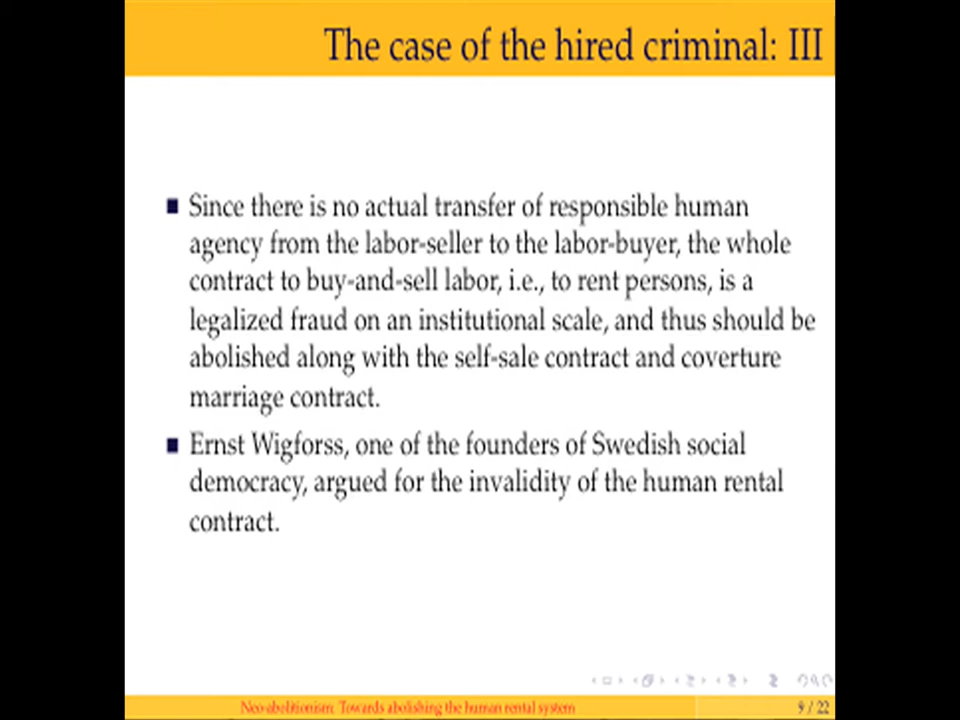 The case of the hired criminal: III
■ Since there is no actual transfer of responsible human
agency from the labor-seller to the labor-buyer, the whole
contract to buy-and-sell labor, i.e., to rent persons, is a
legalized fraud on an institutional scale, and thus should be
abolished along with the self-sale contract and coverture
marriage contract.
■ Ernst Wigforss, one of the founders of Swedish social
democracy, argued for the invalidity of the human rental
contract.
Neo-abolitionism: Towards abolishing the human rental system
9 / 22